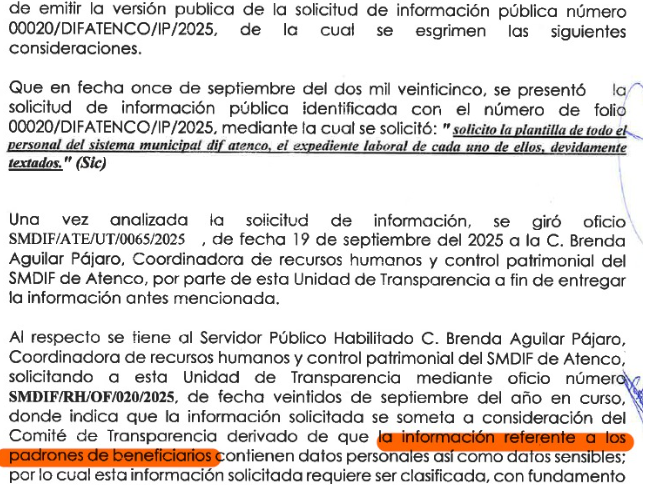 de emitir la versión publica de la solicitud de información pública número
00020/DIFATENCO/IP/2025, de la cual se esgrimen las siguientes
consideraciones.
Que en fecha once de septiembre del dos mil veinticinco, se presentó la
solicitud de información pública identificada con el número de folio
00020/DIFATENCO/IP/2025, mediante la cual se solicitó: "solicito la plantilla de todo el
personal del sistema municipal dif atenco, el expediente laboral de cada uno de ellos, devidamente
textados." (Sic)
Una vez analizada la solicitud de información, se giró oficio
SMDIF/ATE/UT/0065/2025 , de fecha 19 de septiembre del 2025 a la C. Brenda
Aguilar Pájaro, Coordinadora de recursos humanos y control patrimonial del
SMDIF de Atenco, por parte de esta Unidad de Transparencia a fin de entregar
la información antes mencionada.
Al respecto se tiene al Servidor Público Habilitado C. Brenda Aguilar Pájaro,
Coordinadora de recursos humanos y control patrimonial del SMDIF de Atenco,
solicitando a esta Unidad de Transparencia mediante oficio número
SMDIF/RH/OF/020/2025, de fecha veintidos de septiembre del año en curso,
donde indica que la información solicitada se someta a consideración del
Comité de Transparencia derivado de que la información referente a los
padrones de beneficiarios contienen datos personales así como datos sensibles;
por lo cual esta información solicitada requiere ser clasificada, con fundamento